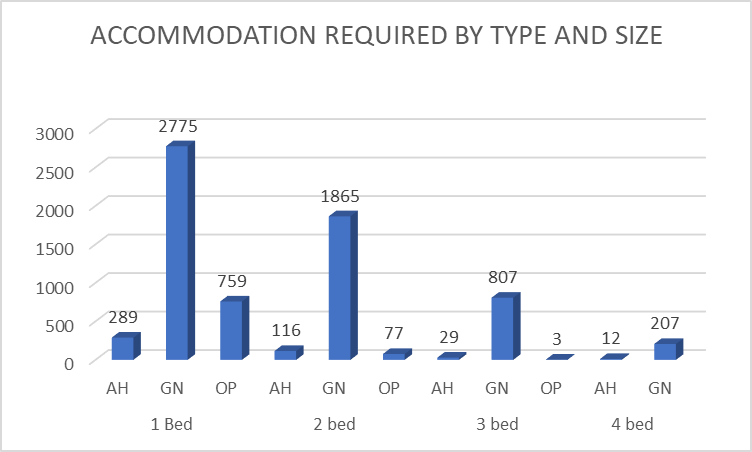 ACCOMMODATION REQUIRED BY TYPE AND SIZE
3000
2500
2000
1500
1000
500
0
289 2775 759 116 1865 77 29 807 3 12 207
AH GN OP AH GN OP AH GN OP AH GN
1 Bed 2 bed 3 bed 4 bed